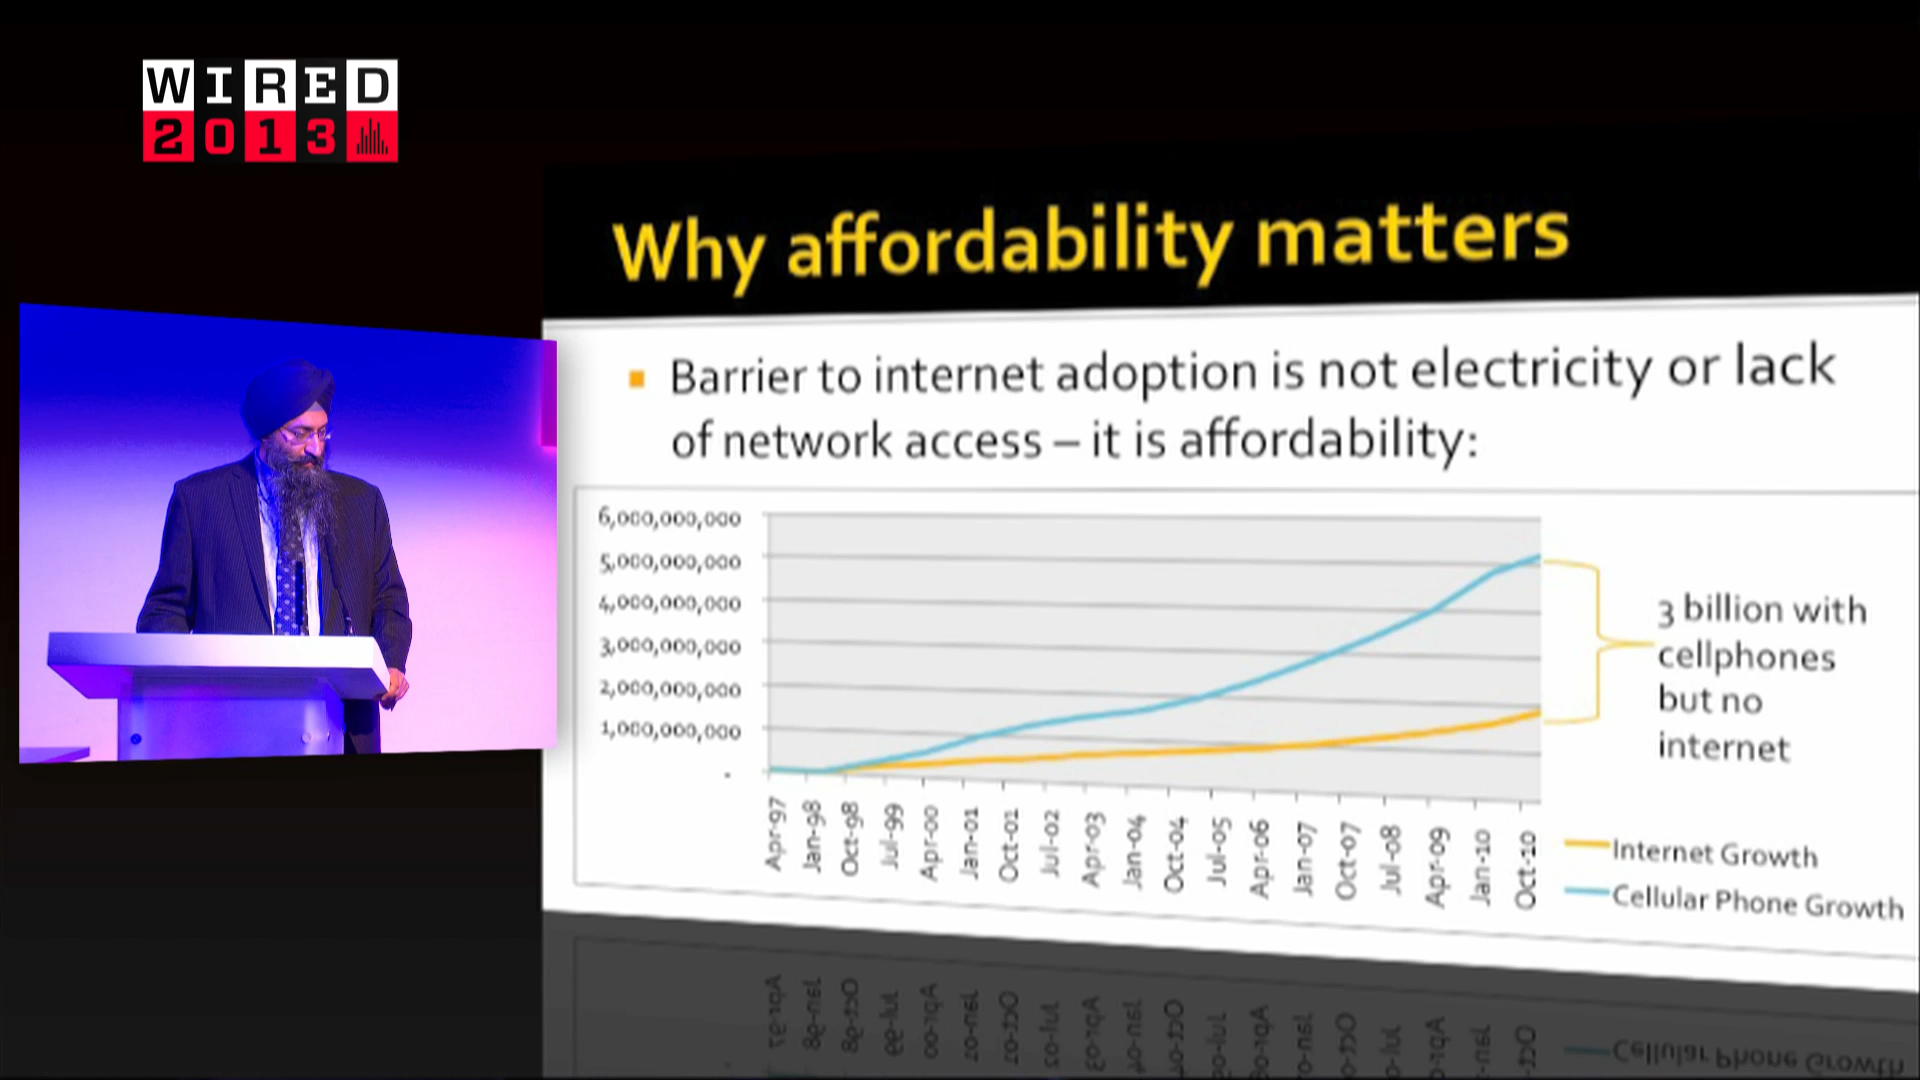 WIRED
2013
Why affordability matters
Barrier to internet adoption is not electricity or lack
of network access – it is affordability:
6,000,000,000
5,000,000,000
4,000,000,000
3,000,000,000
2,000,000,000
1,000,000,000
-
Apr-97
Jan-98
Oct-98
Jul-99
Apr-00
Jan-01
Oct-01
Jul-02
Apr-03
Jan-04
Oct-04
Jul-05
Apr-06
Jan-07
Oct-07
Jul-08
Apr-09
Jan-10
Oct-10
3 billion with
cellphones
but no
internet
Internet Growth
Cellular Phone Growth